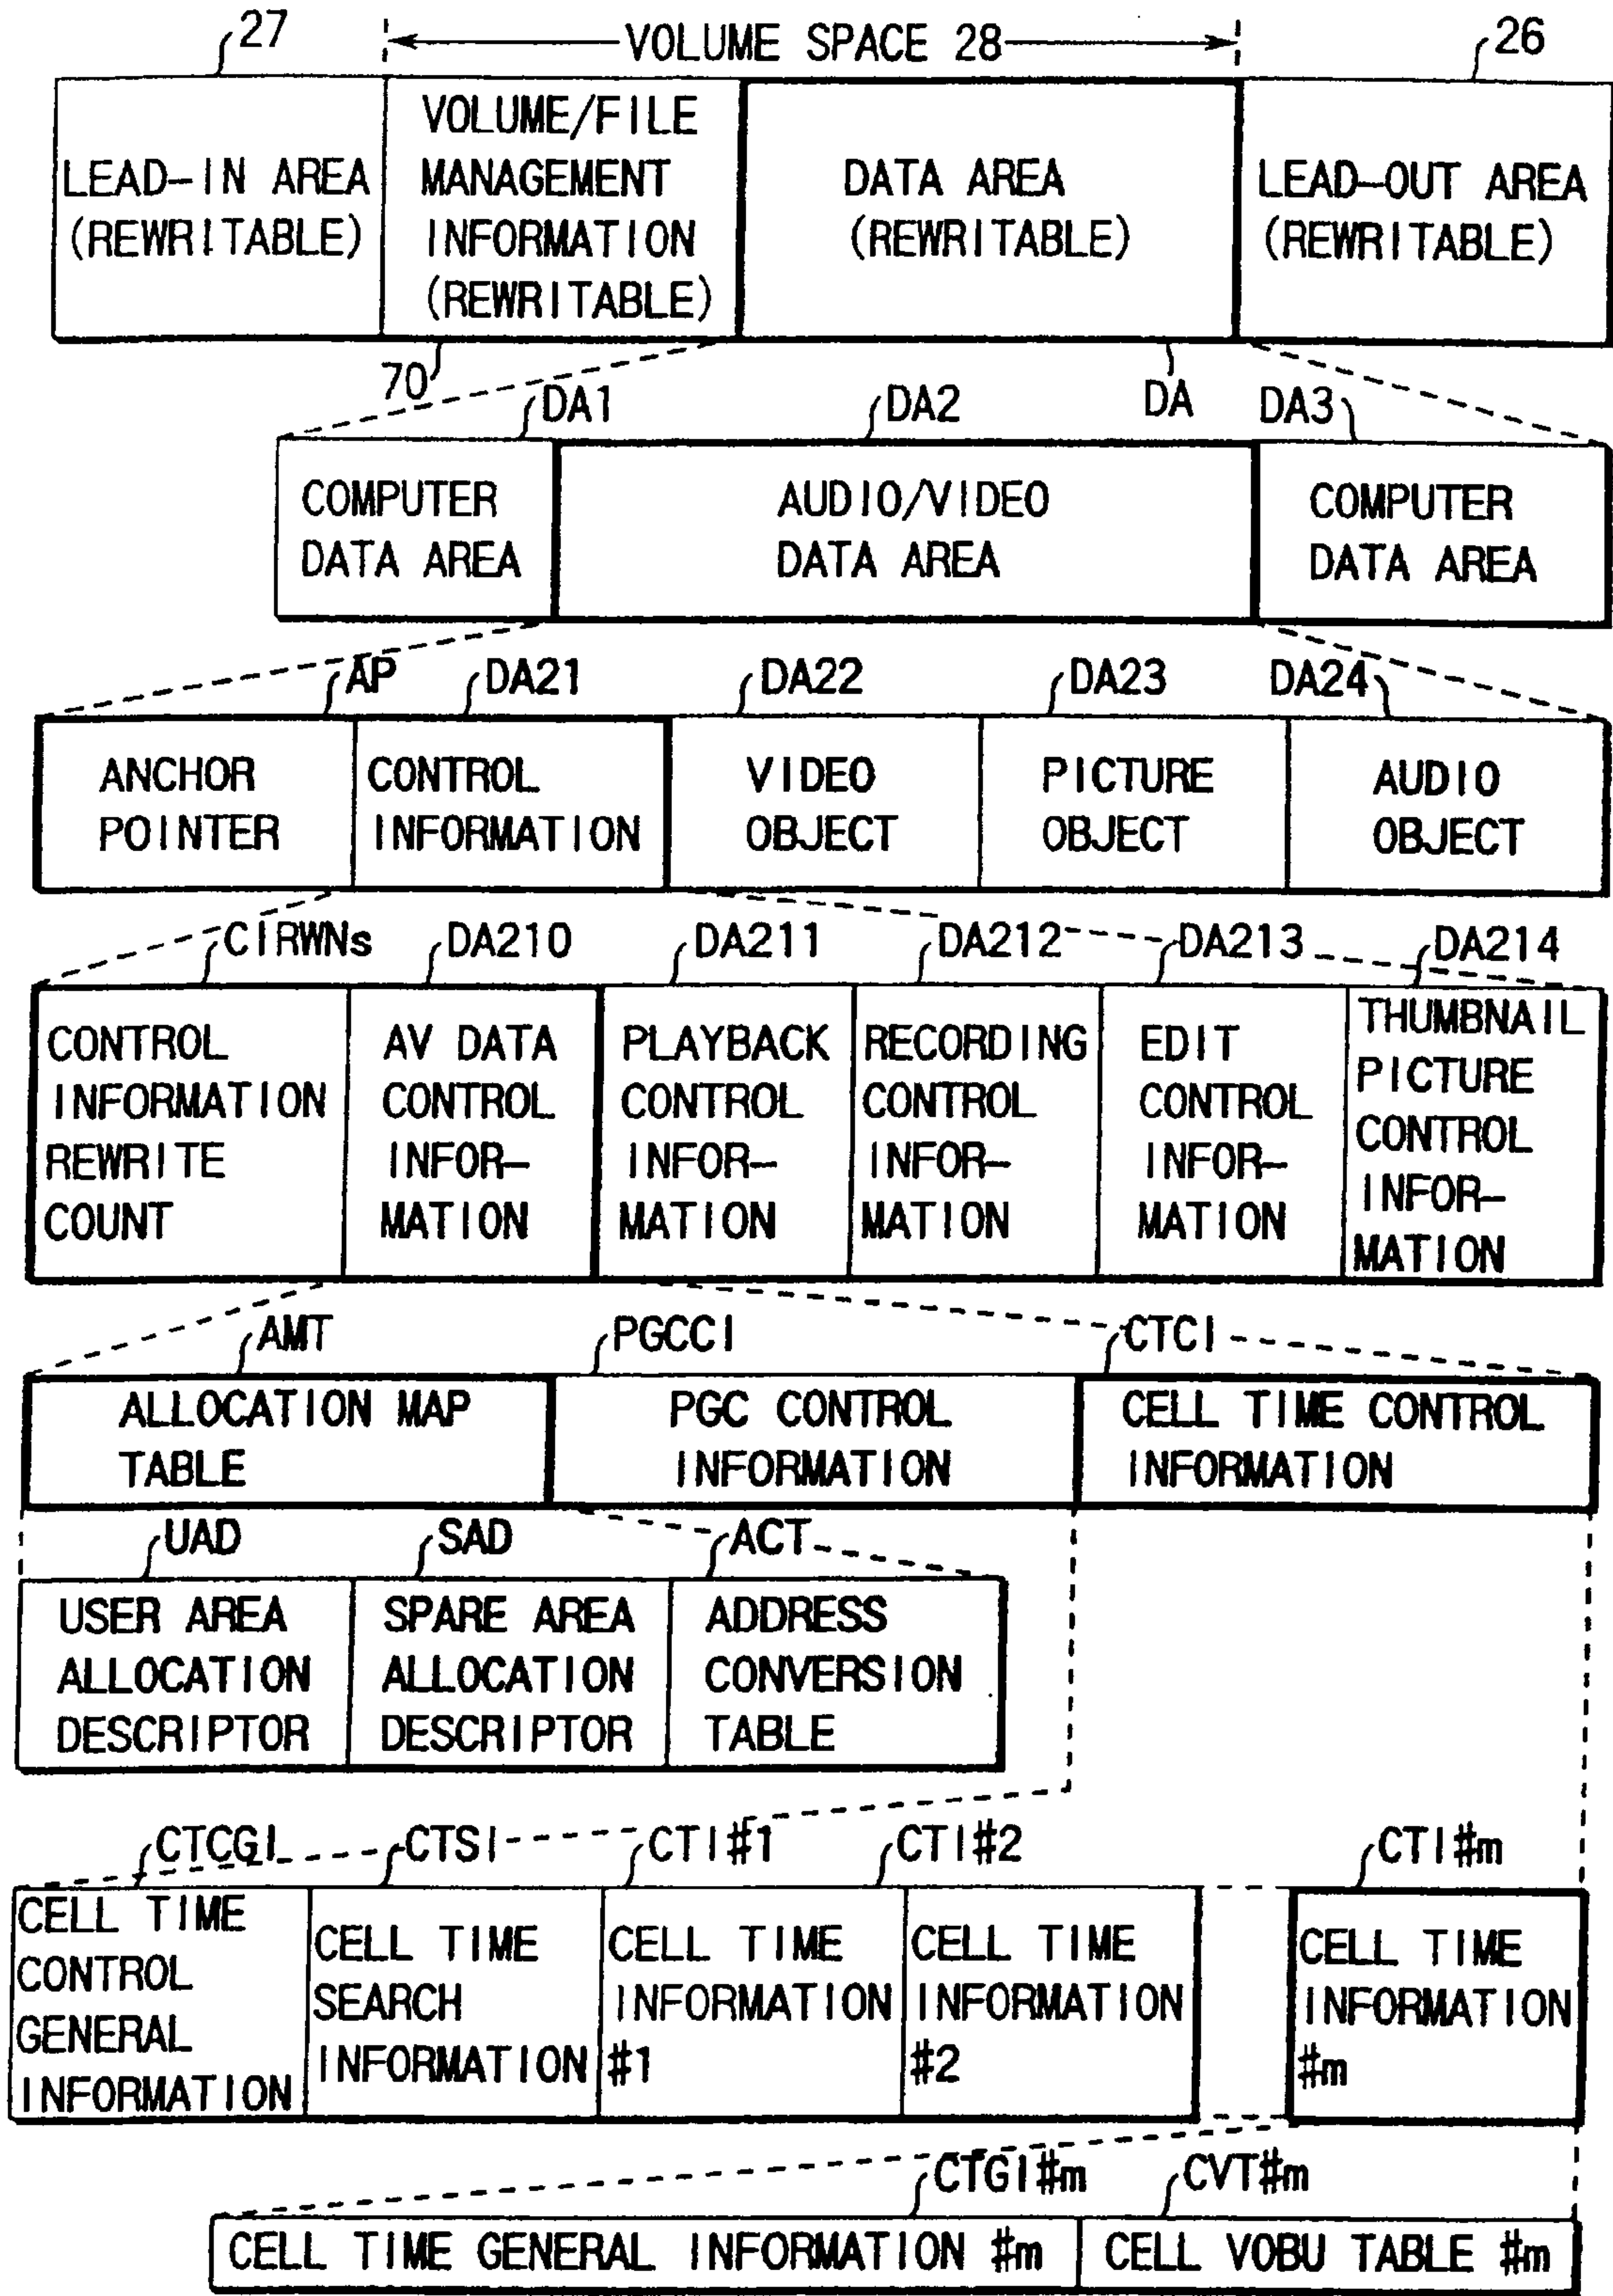 27
VOLUME SPACE 28
26
LEAD-IN AREA
(REWRITABLE)
VOLUME/FILE
MANAGEMENT
INFORMATION
(REWRITABLE)
DATA AREA
(REWRITABLE)
LEAD-OUT AREA
(REWRITABLE)
70
DA
DA1
DA2
DA3
COMPUTER
DATA AREA
AUDIO/VIDEO
DATA AREA
COMPUTER
DATA AREA
AP
DA21
DA22
DA23
DA24
ANCHOR
POINTER
CONTROL
INFORMATION
VIDEO
OBJECT
PICTURE
OBJECT
AUDIO
OBJECT
CIRWNs
DA210
DA211
DA212
DA213
DA214
CONTROL
INFORMATION
REWRITE
COUNT
AV DATA
CONTROL
INFOR-
MATION
PLAYBACK
CONTROL
INFOR-
MATION
RECORDING
CONTROL
INFOR-
MATION
EDIT
CONTROL
INFOR-
MATION
THUMBNAIL
PICTURE
CONTROL
INFOR-
MATION
AMT
PGCCI
CTCI
ALLOCATION MAP
TABLE
PGC CONTROL
INFORMATION
CELL TIME CONTROL
INFORMATION
UAD
SAD
ACT
USER AREA
ALLOCATION
DESCRIPTOR
SPARE AREA
ALLOCATION
DESCRIPTOR
ADDRESS
CONVERSION
TABLE
CTCGI
CTSI
CTI#1
CTI#2
CTI#m
CELL TIME
CONTROL
GENERAL
INFORMATION
CELL TIME
SEARCH
INFORMATION
CELL TIME
INFORMATION
#1
CELL TIME
INFORMATION
#2
CELL TIME
INFORMATION
#m
CTGI#m
CVT#m
CELL TIME GENERAL INFORMATION #m
CELL VOBU TABLE #m